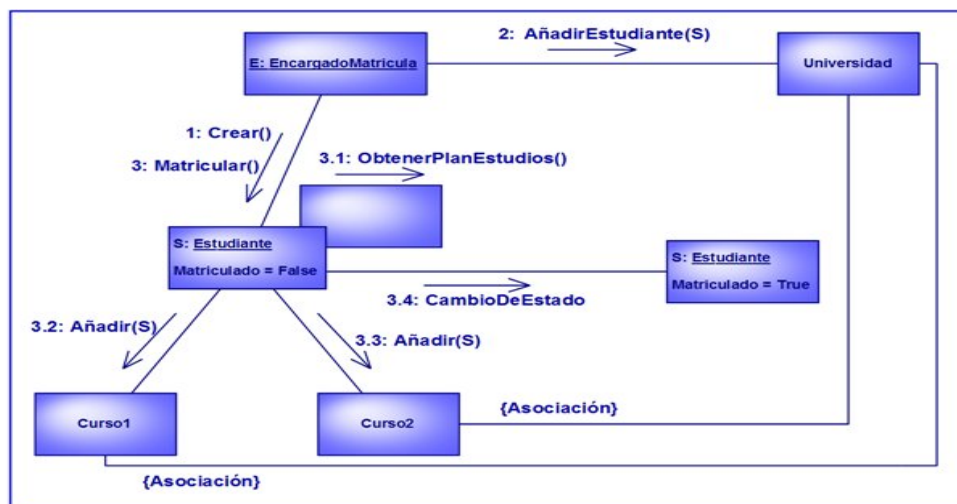 2: AñadirEstudiante(S)
E: EncargadoMatricula
Universidad
1: Crear()
3: Matricular()
3.1: ObtenerPlanEstudios()
S: Estudiante
Matriculado = False
S: Estudiante
Matriculado = True
3.4: CambioDeEstado
3.2: Añadir(S)
3.3: Añadir(S)
Curso1
Curso2
{Asociación}
{Asociación}